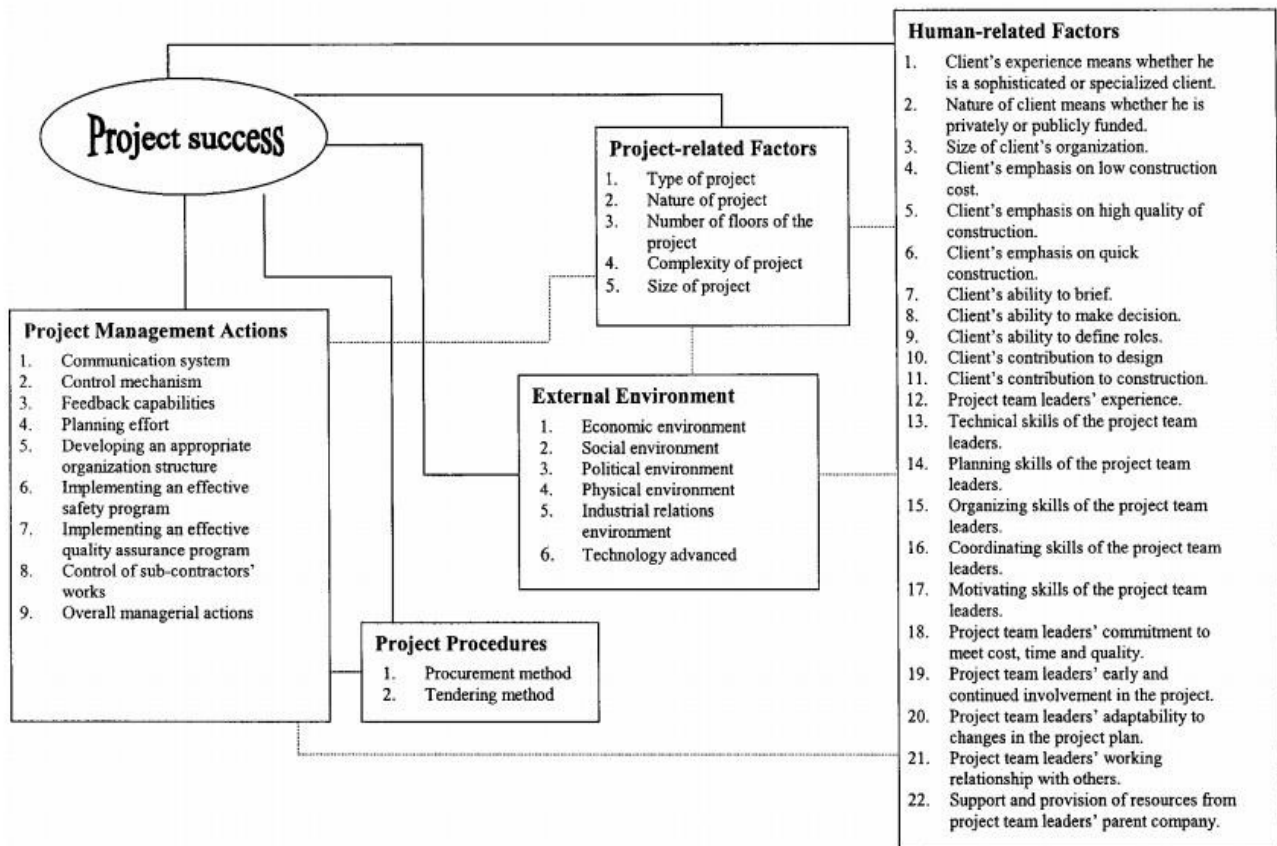 Project success
Human-related Factors
1. Client's experience means whether he
is a sophisticated or specialized client.
2. Nature of client means whether he is
privately or publicly funded.
3. Size of client's organization.
4. Client's emphasis on low construction
cost.
5. Client's emphasis on high quality of
construction.
6. Client's emphasis on quick
construction.
7. Client's ability to brief.
8. Client's ability to make decision.
9. Client's ability to define roles.
10. Client's contribution to design
11. Client's contribution to construction.
12. Project team leaders' experience.
13. Technical skills of the project team
leaders.
14. Planning skills of the project team
leaders.
15. Organizing skills of the project team
leaders.
16. Coordinating skills of the project team
leaders.
17. Motivating skills of the project team
leaders.
18. Project team leaders' commitment to
meet cost, time and quality.
19. Project team leaders' early and
continued involvement in the project.
20. Project team leaders' adaptability to
changes in the project plan.
21. Project team leaders' working
relationship with others.
22. Support and provision of resources from
project team leaders' parent company.
Project-related Factors
1. Type of project
2. Nature of project
3. Number of floors of the
project
4. Complexity of project
5. Size of project
Project Management Actions
1. Communication system
2. Control mechanism
3. Feedback capabilities
4. Planning effort
5. Developing an appropriate
organization structure
6. Implementing an effective
safety program
7. Implementing an effective
quality assurance program
8. Control of sub-contractors'
works
9. Overall managerial actions
External Environment
1. Economic environment
2. Social environment
3. Political environment
4. Physical environment
5. Industrial relations
environment
6. Technology advanced
Project Procedures
1. Procurement method
2. Tendering method